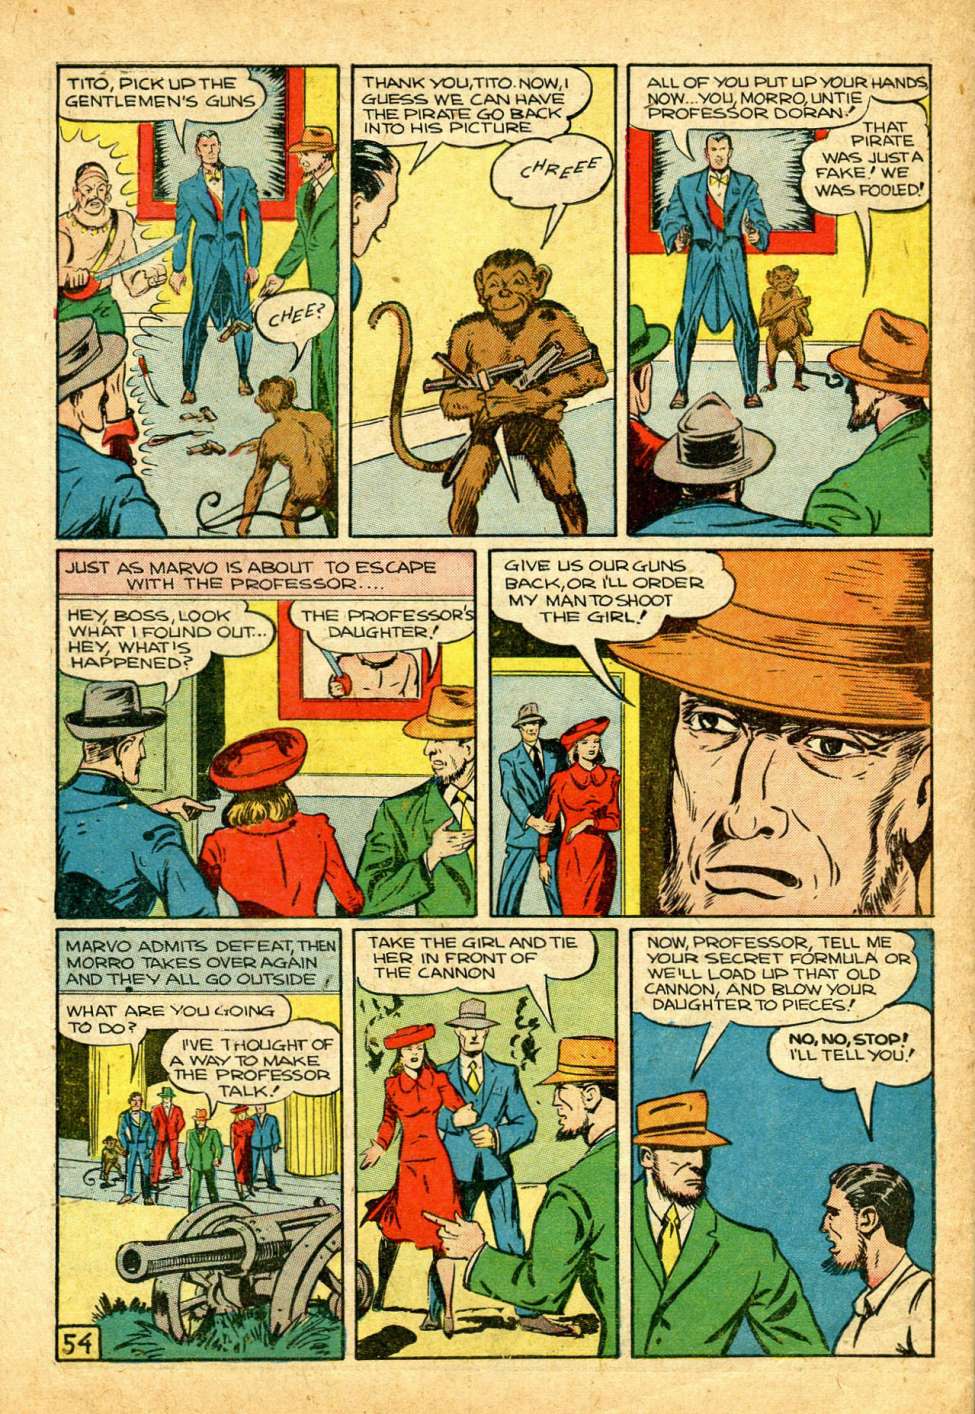 TITO, PICK UP THE
GENTLEMEN'S GUNS
CHEE?
THANK YOU, TITO. NOW, I
GUESS WE CAN HAVE
THE PIRATE GO BACK
INTO HIS PICTURE
CHREEE
ALL OF YOU PUT UP YOUR HANDS,
NOW...YOU, MORRO, UNTIE
PROFESSOR DORAN!
THAT
PIRATE
WAS JUST A
FAKE! WE
WAS FOOLED!
JUST AS MARVO IS ABOUT TO ESCAPE
WITH THE PROFESSOR....
HEY, BOSS, LOOK
WHAT I FOUND OUT...
HEY, WHAT IS
HAPPENED?
THE PROFESSOR'S
DAUGHTER!
GIVE US OUR GUNS
BACK, OR I'LL ORDER
MY MAN TO SHOOT
THE GIRL!
MARVO ADMITS DEFEAT, THEN
MORRO TAKES OVER AGAIN
AND THEY ALL GO OUTSIDE!
WHAT ARE YOU GOING
TO DO?
I'VE THOUGHT OF
A WAY TO MAKE
THE PROFESSOR
TALK!
54
TAKE THE GIRL AND TIE
HER IN FRONT OF
THE CANNON
NOW, PROFESSOR, TELL ME
YOUR SECRET FORMULA OR
WE'LL LOAD UP THAT OLD
CANNON, AND BLOW YOUR
DAUGHTER TO PIECES!
NO, NO, STOP!
I'LL TELL YOU!